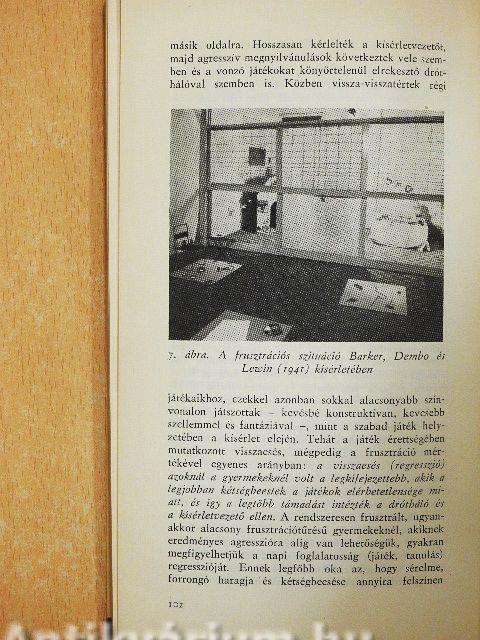 másik oldalra. Hosszasan kérlelték a kísérletvezetőt,
majd agresszív megnyilvánulások következtek vele szem-
ben és a vonzó játékokat könyörtelenül elrekesztő drót-
hálóval szemben is. Közben vissza-visszatértek régi
7. ábra. A frusztrációs szituáció Barker, Dembo és
Lewin (1941) kísérletében
játékaikhoz, ezekkel azonban sokkal alacsonyabb szín-
vonalon játszottak – kevésbé konstruktívan, kevesebb
szellemmel és fantáziával –, mint a szabad játék hely-
zetében a kísérlet elején. Tehát a játék érettségében
mutatkozott visszaesés, mégpedig a frusztráció mér-
tékével egyenes arányban: a visszaesés (regresszió)
azoknál a gyermekeknél volt a legkifejezettebb, akik a
legjobban kétségbeestek a játékok elérhetetlensége mi-
att, és így a legtöbb támadást intézték a drótháló és
a kísérletvezető ellen. A rendszeresen frusztrált, ugyan-
akkor alacsony frusztrációtűrésű gyermekeknél, akiknek
eredményes agresszióra alig van lehetőségük, gyakran
megfigyelhetjük a napi foglalatosság (játék, tanulás)
regresszióját. Ennek legfőbb oka az, hogy sérelme,
forrongó haragja és kétségbeesése annyira felszínen
102
Antikvárium.hu